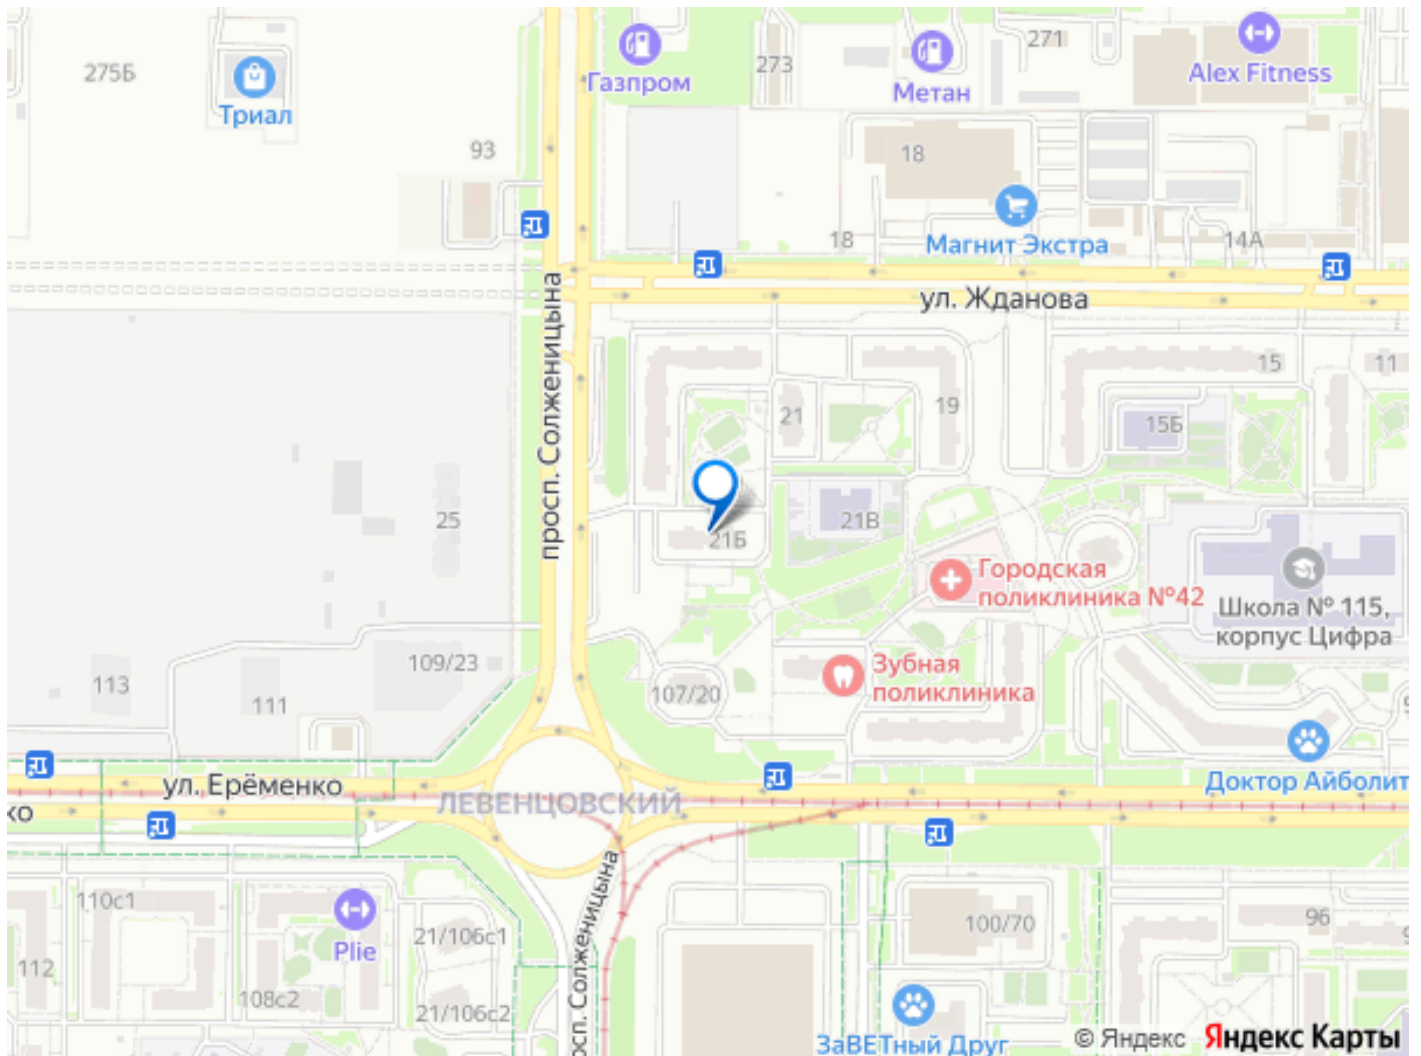 275Б
Триал
Газпром
273
Метан
271
Alex Fitness
93
18
Магнит Экстра
18
14А
ул. Жданова
просп. Солженицына
15
11
21
19
15Б
25
21Б
21В
Городская
поликлиника №42
Школа № 115,
корпус Цифра
109/23
113
111
107/20
Зубная
поликлиника
Доктор Айболит
ул. Ерёменко
ко
ЛЕВЕНЦОВСКИЙ
осп. Солженицына
110с1
Plie
21/106с1
112
108с2
21/106с2
100/70
96
ЗаВЕТный Друг
© Яндекс Яндекс Карты